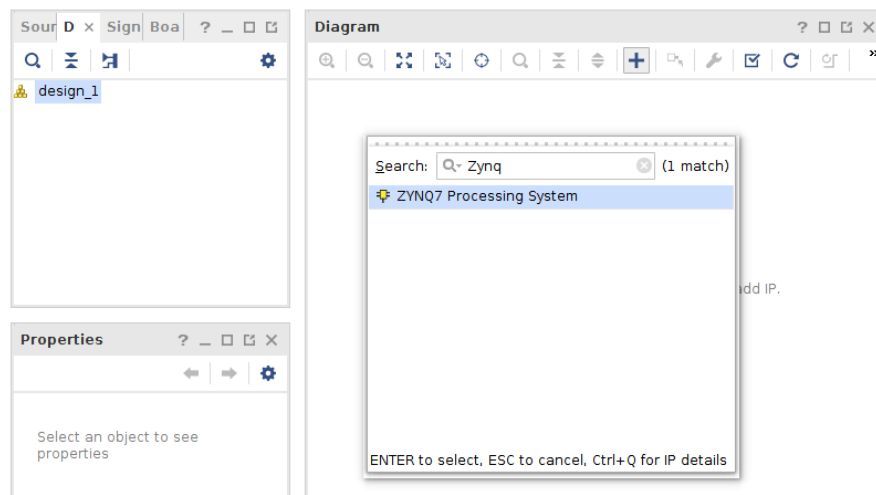 Sour D × Sign Boa ? _
design_1
Properties ? _
Select an object to see
properties
Diagram ?
Search: Zynq (1 match)
ZYNQ7 Processing System
add IP.
ENTER to select, ESC to cancel, Ctrl+Q for IP details